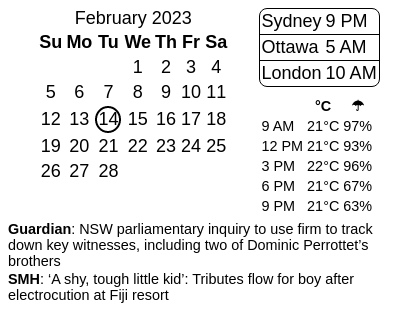 February 2023
Su Mo Tu We Th Fr Sa
1 2 3 4
5 6 7 8 9 10 11
12 13 14 15 16 17 18
19 20 21 22 23 24 25
26 27 28
Sydney 9 PM
Ottawa 5 AM
London 10 AM
°C ☂
9 AM 21°C 97%
12 PM 21°C 93%
3 PM 22°C 96%
6 PM 21°C 67%
9 PM 21°C 63%
Guardian: NSW parliamentary inquiry to use firm to track
down key witnesses, including two of Dominic Perrottet’s
brothers
SMH: ‘A shy, tough little kid’: Tributes flow for boy after
electrocution at Fiji resort